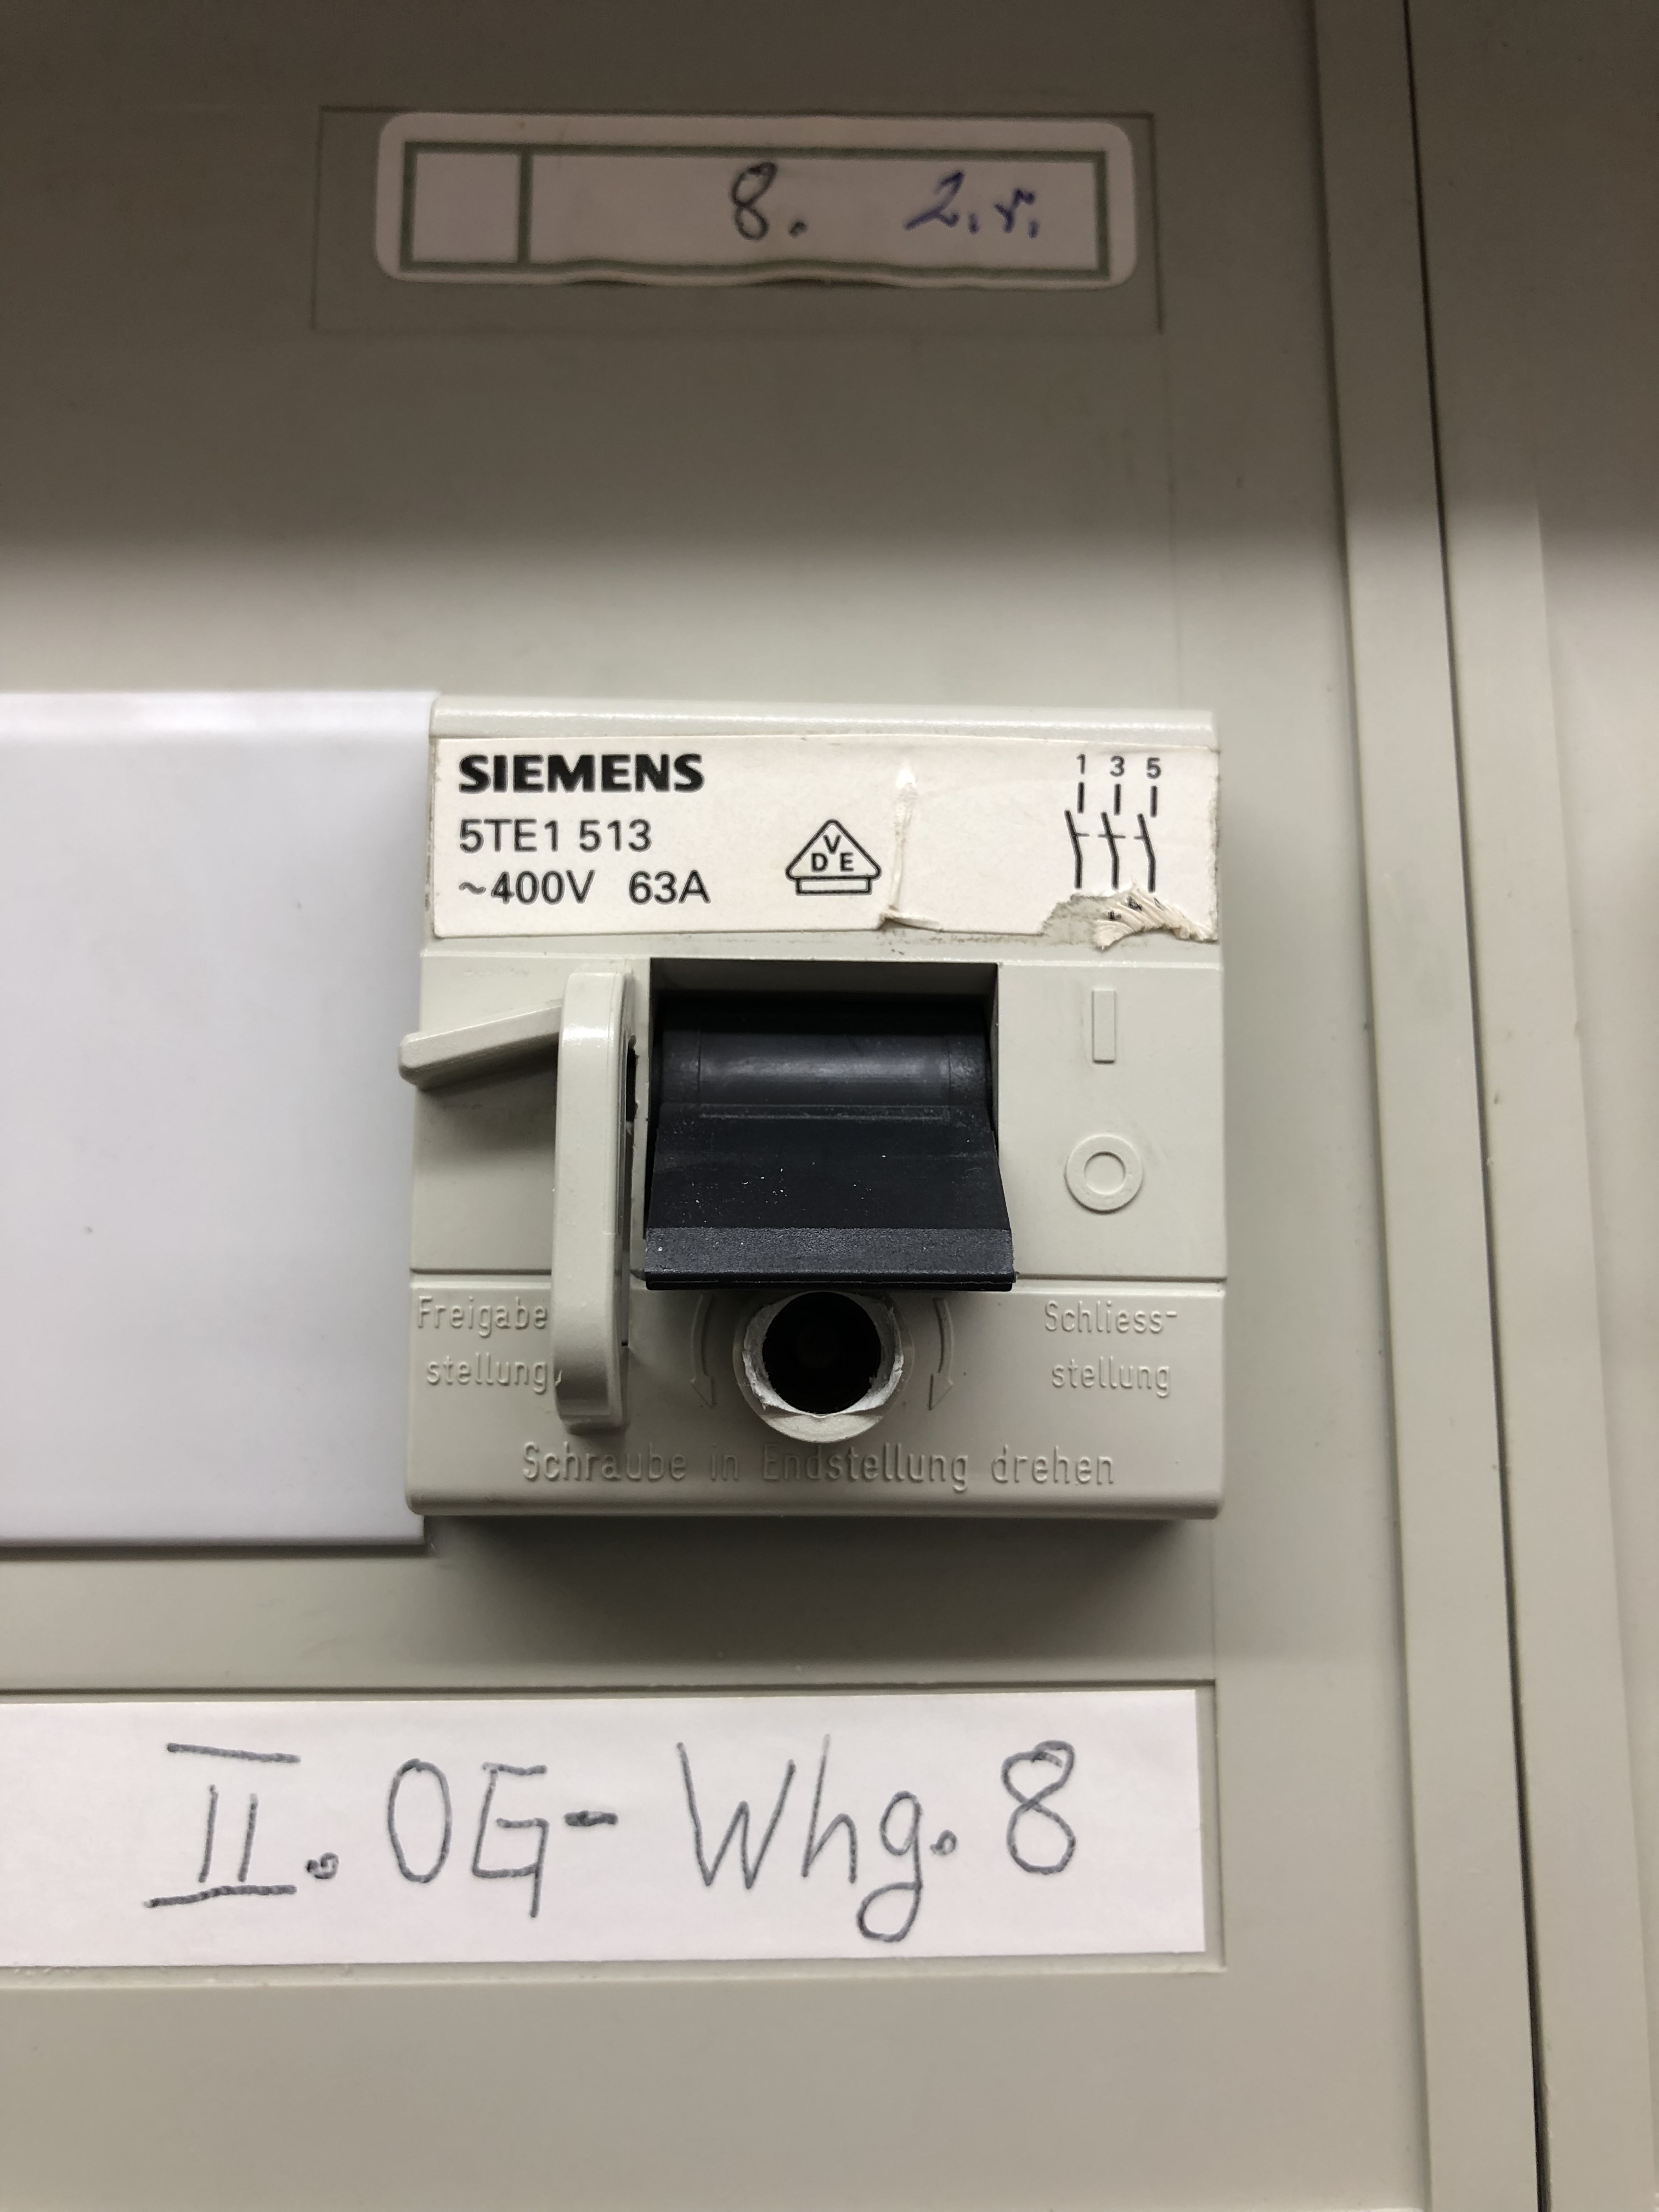 8. 2.r.
SIEMENS
5TE1 513
~400V 63A
VDE
1 3 5
I
O
Freigabe
stellung
Schliess-
stellung
Schraube in Endstellung drehen
II. OG- Whg. 8